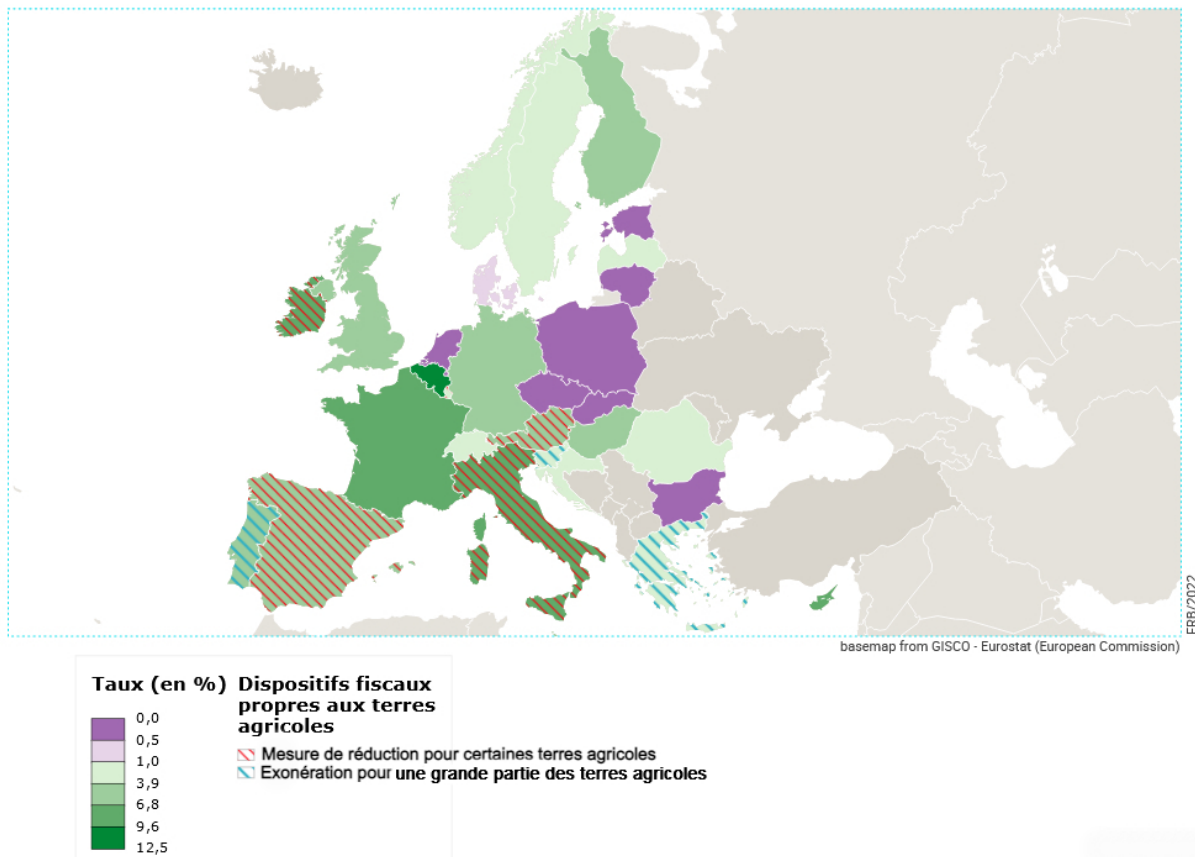 ERB/2022
basemap from GISCO - Eurostat (European Commission)
Taux (en %)
0,0
0,5
1,0
3,9
6,8
9,6
12,5
Dispositifs fiscaux
propres aux terres
agricoles
Mesure de réduction pour certaines terres agricoles
Exonération pour une grande partie des terres agricoles